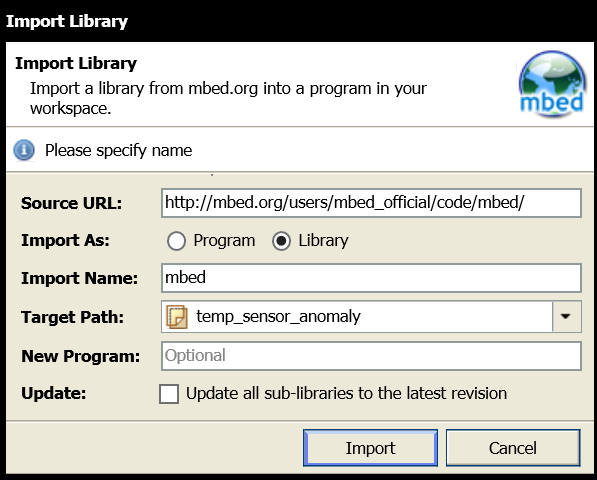 Import Library
Import Library
Import a library from mbed.org into a program in your
workspace.
mbed
Please specify name
Source URL: http://mbed.org/users/mbed_official/code/mbed/
Import As: Program Library
Import Name: mbed
Target Path: temp_sensor_anomaly
New Program: Optional
Update: Update all sub-libraries to the latest revision
Import Cancel